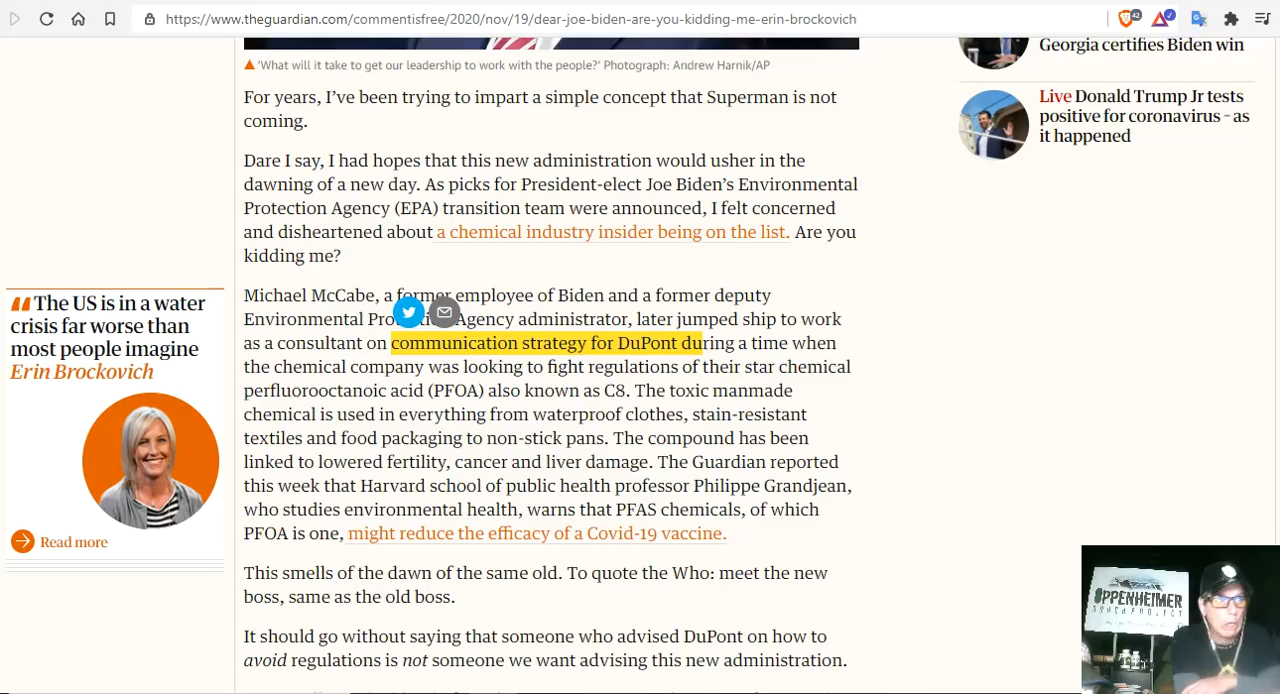 https://www.theguardian.com/commentisfree/2020/nov/19/dear-joe-biden-are-you-kidding-me-erin-brockovich
42
'What will it take to get our leadership to work with the people?' Photograph: Andrew Harnik/AP
For years, I've been trying to impart a simple concept that Superman is not
coming.
Dare I say, I had hopes that this new administration would usher in the
dawning of a new day. As picks for President-elect Joe Biden's Environmental
Protection Agency (EPA) transition team were announced, I felt concerned
and disheartened about a chemical industry insider being on the list. Are you
kidding me?
Michael McCabe, a former employee of Biden and a former deputy
Environmental Agency administrator, later jumped ship to work
as a consultant on communication strategy for DuPont during a time when
the chemical company was looking to fight regulations of their star chemical
perfluorooctanoic acid (PFOA) also known as C8. The toxic manmade
chemical is used in everything from waterproof clothes, stain-resistant
textiles and food packaging to non-stick pans. The compound has been
linked to lowered fertility, cancer and liver damage. The Guardian reported
this week that Harvard school of public health professor Philippe Grandjean,
who studies environmental health, warns that PFAS chemicals, of which
PFOA is one, might reduce the efficacy of a Covid-19 vaccine.
This smells of the dawn of the same old. To quote the Who: meet the new
boss, same as the old boss.
It should go without saying that someone who advised DuPont on how to
avoid regulations is not someone we want advising this new administration.
The US is in a water
crisis far worse than
most people imagine
Erin Brockovich
Read more
Georgia certifies Biden win
Live Donald Trump Jr tests
positive for coronavirus – as
it happened
OPPENHEIMER